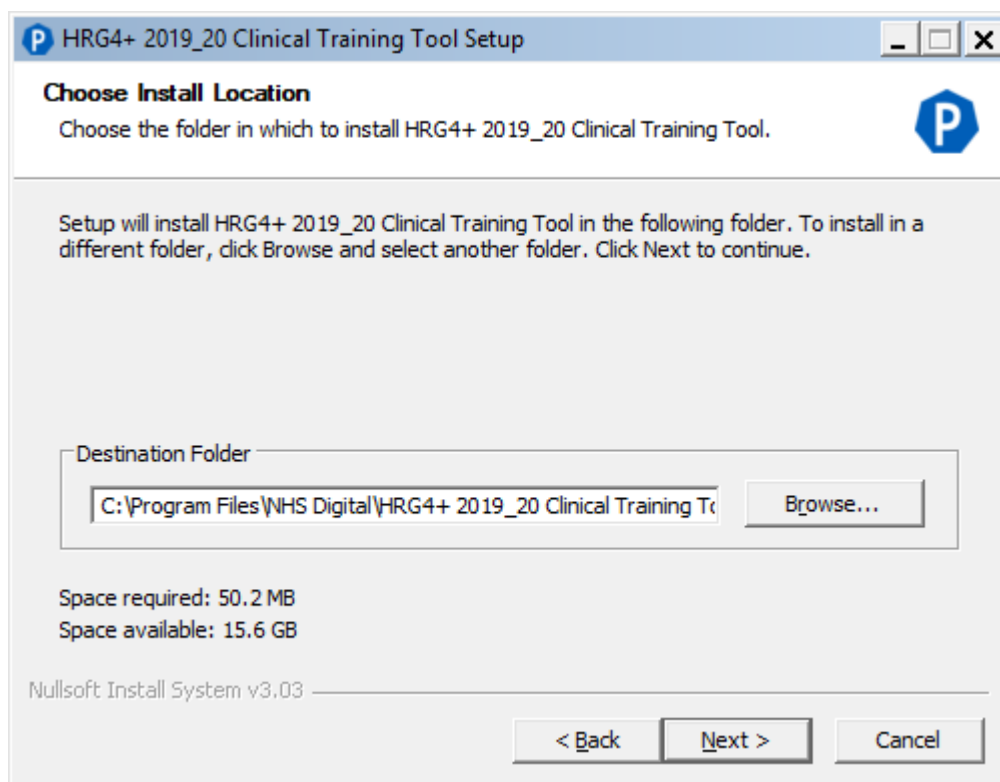 HRG4+ 2019_20 Clinical Training Tool Setup
Choose Install Location
Choose the folder in which to install HRG4+ 2019_20 Clinical Training Tool.
P
Setup will install HRG4+ 2019_20 Clinical Training Tool in the following folder. To install in a
different folder, click Browse and select another folder. Click Next to continue.
Destination Folder
C:\Program Files\NHS Digital\HRG4+ 2019_20 Clinical Training
Browse...
Space required: 50.2 MB
Space available: 15.6 GB
Nullsoft Install System v3.03
< Back Next > Cancel